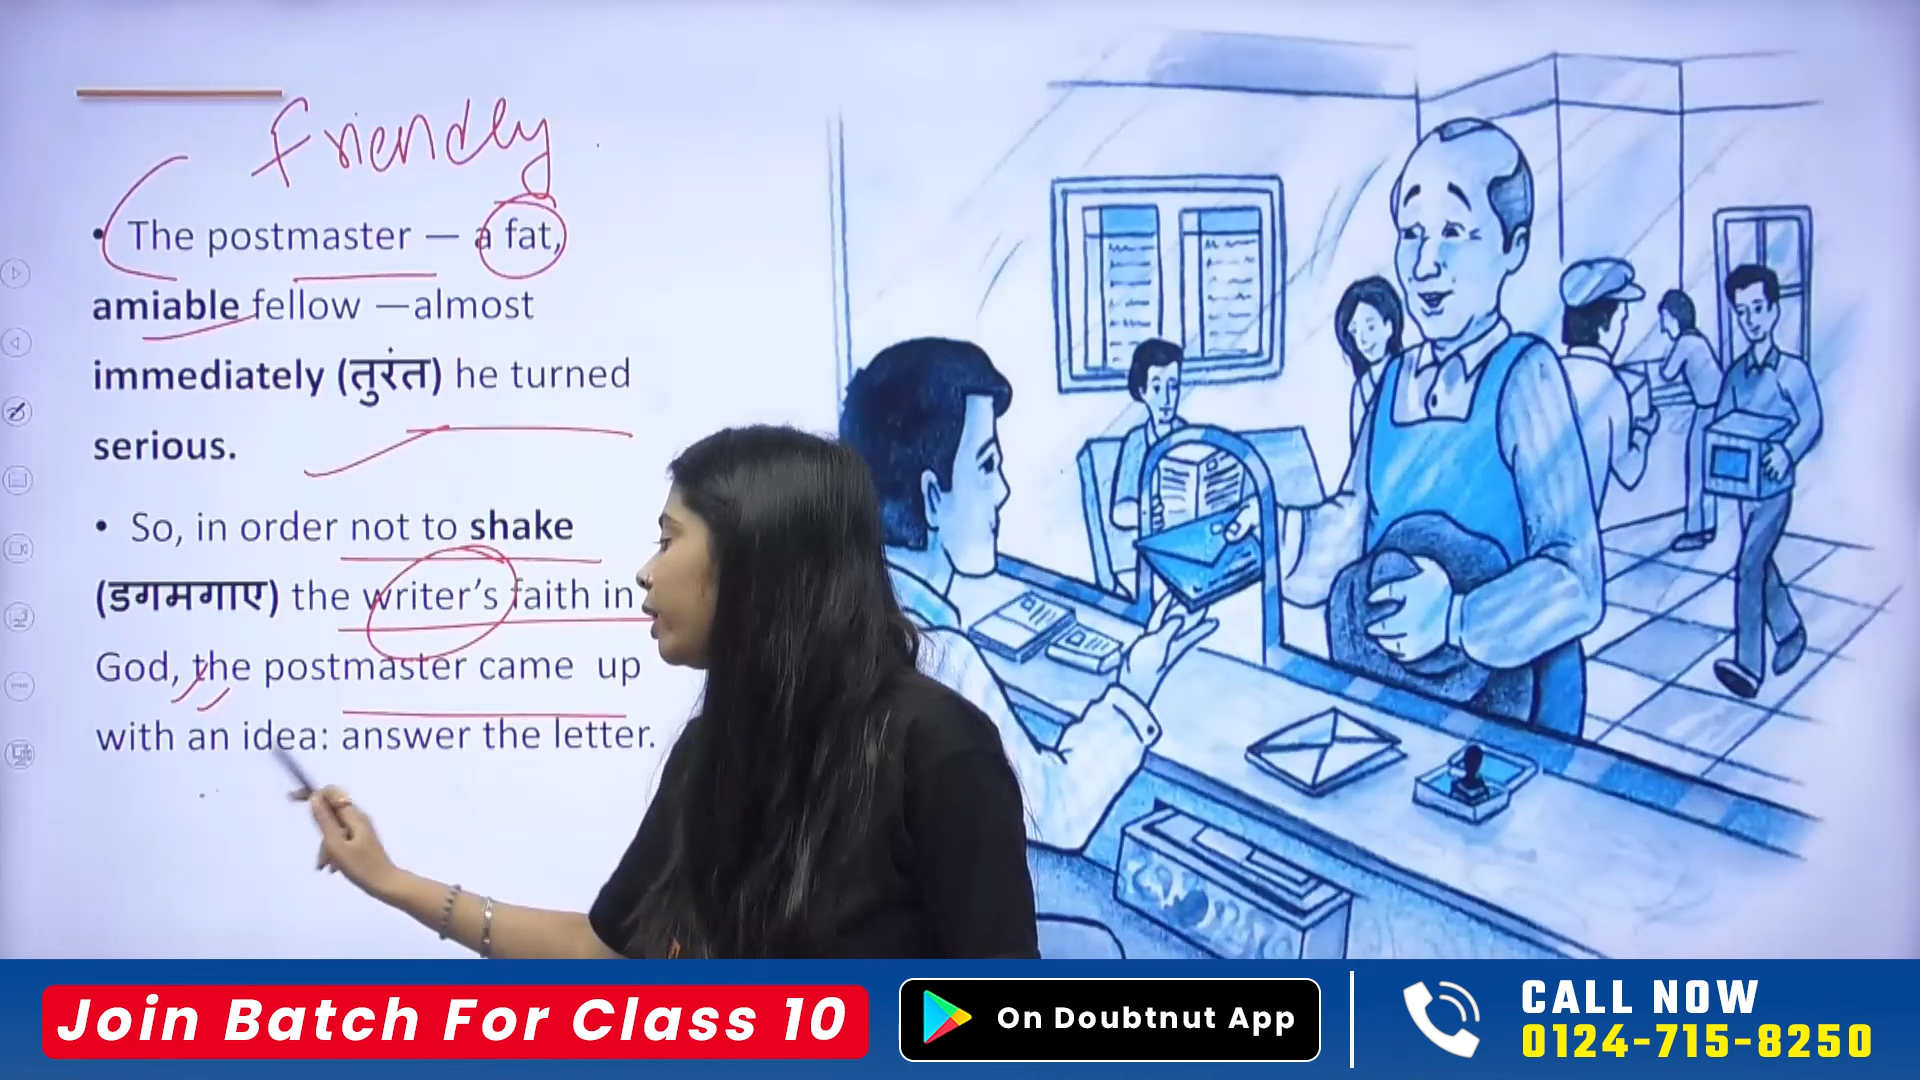 Friendly
• The postmaster — a fat,
amiable fellow —almost
immediately (तुरंत) he turned
serious.
• So, in order not to shake
(डगमगाए) the writer's faith in
God, the postmaster came up
with an idea: answer the letter.
Join Batch For Class 10
On Doubtnut App
CALL NOW
0124-715-8250